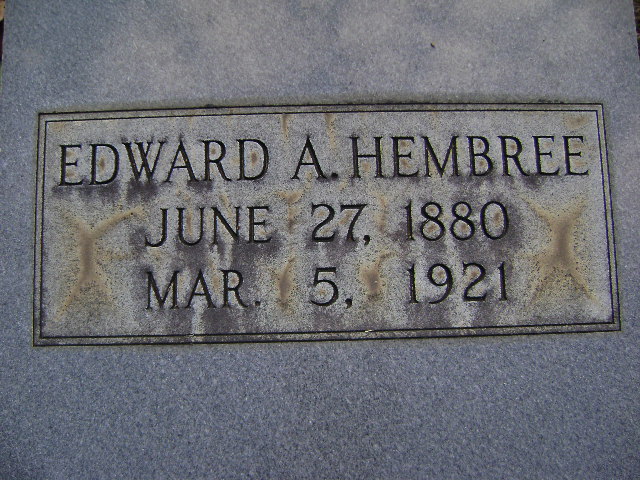 EDWARD A. HEMBREE
JUNE 27, 1880
MAR. 5, 1921